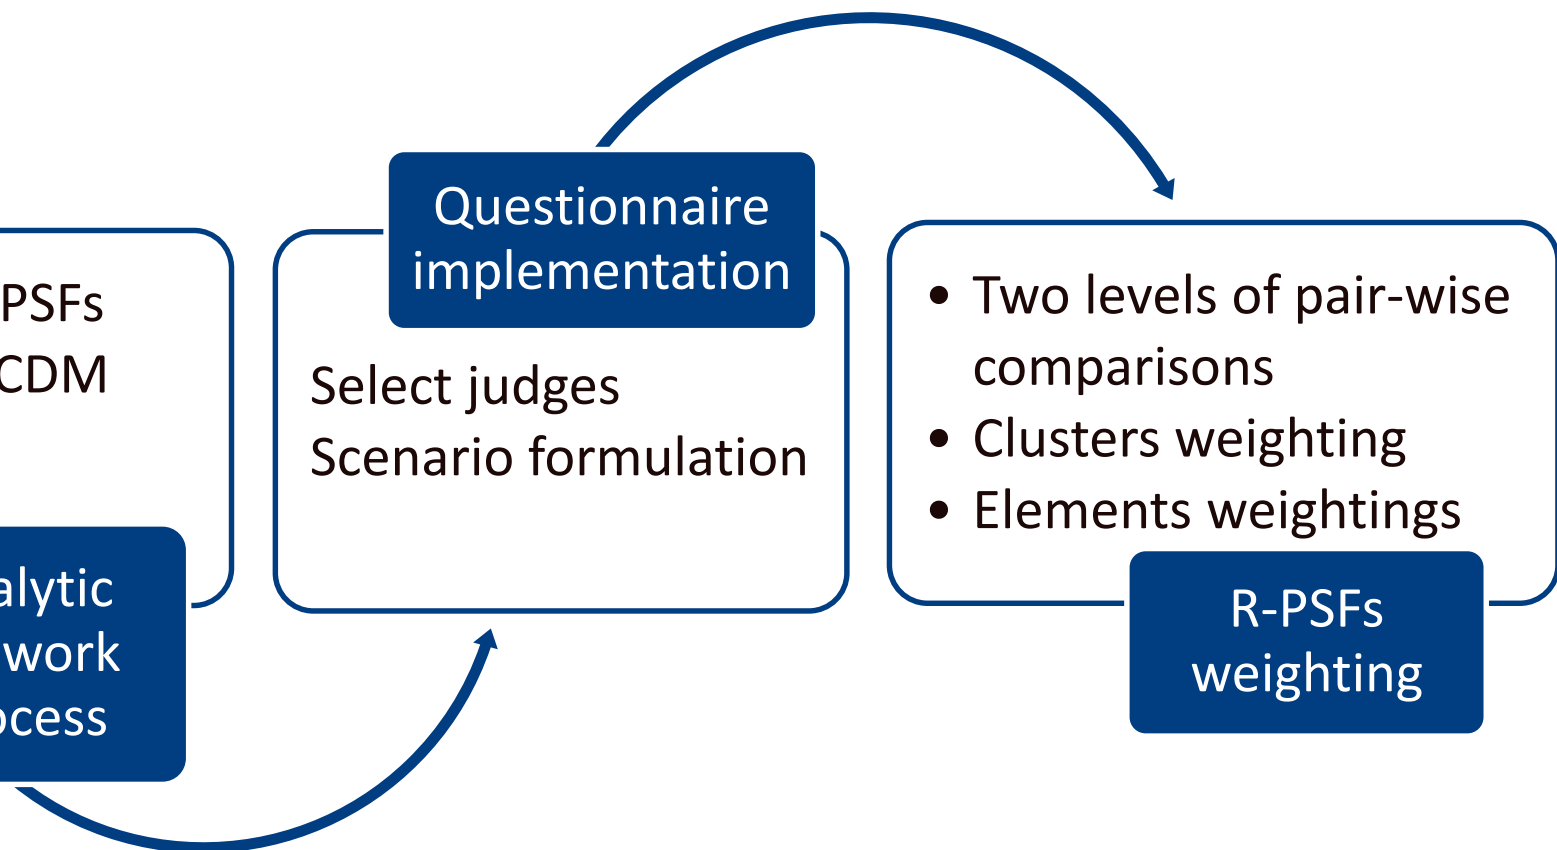 PSFs
CDM
alytic
work
ocess
Questionnaire
implementation
Select judges
Scenario formulation
• Two levels of pair-wise
comparisons
• Clusters weighting
• Elements weightings
R-PSFs
weighting